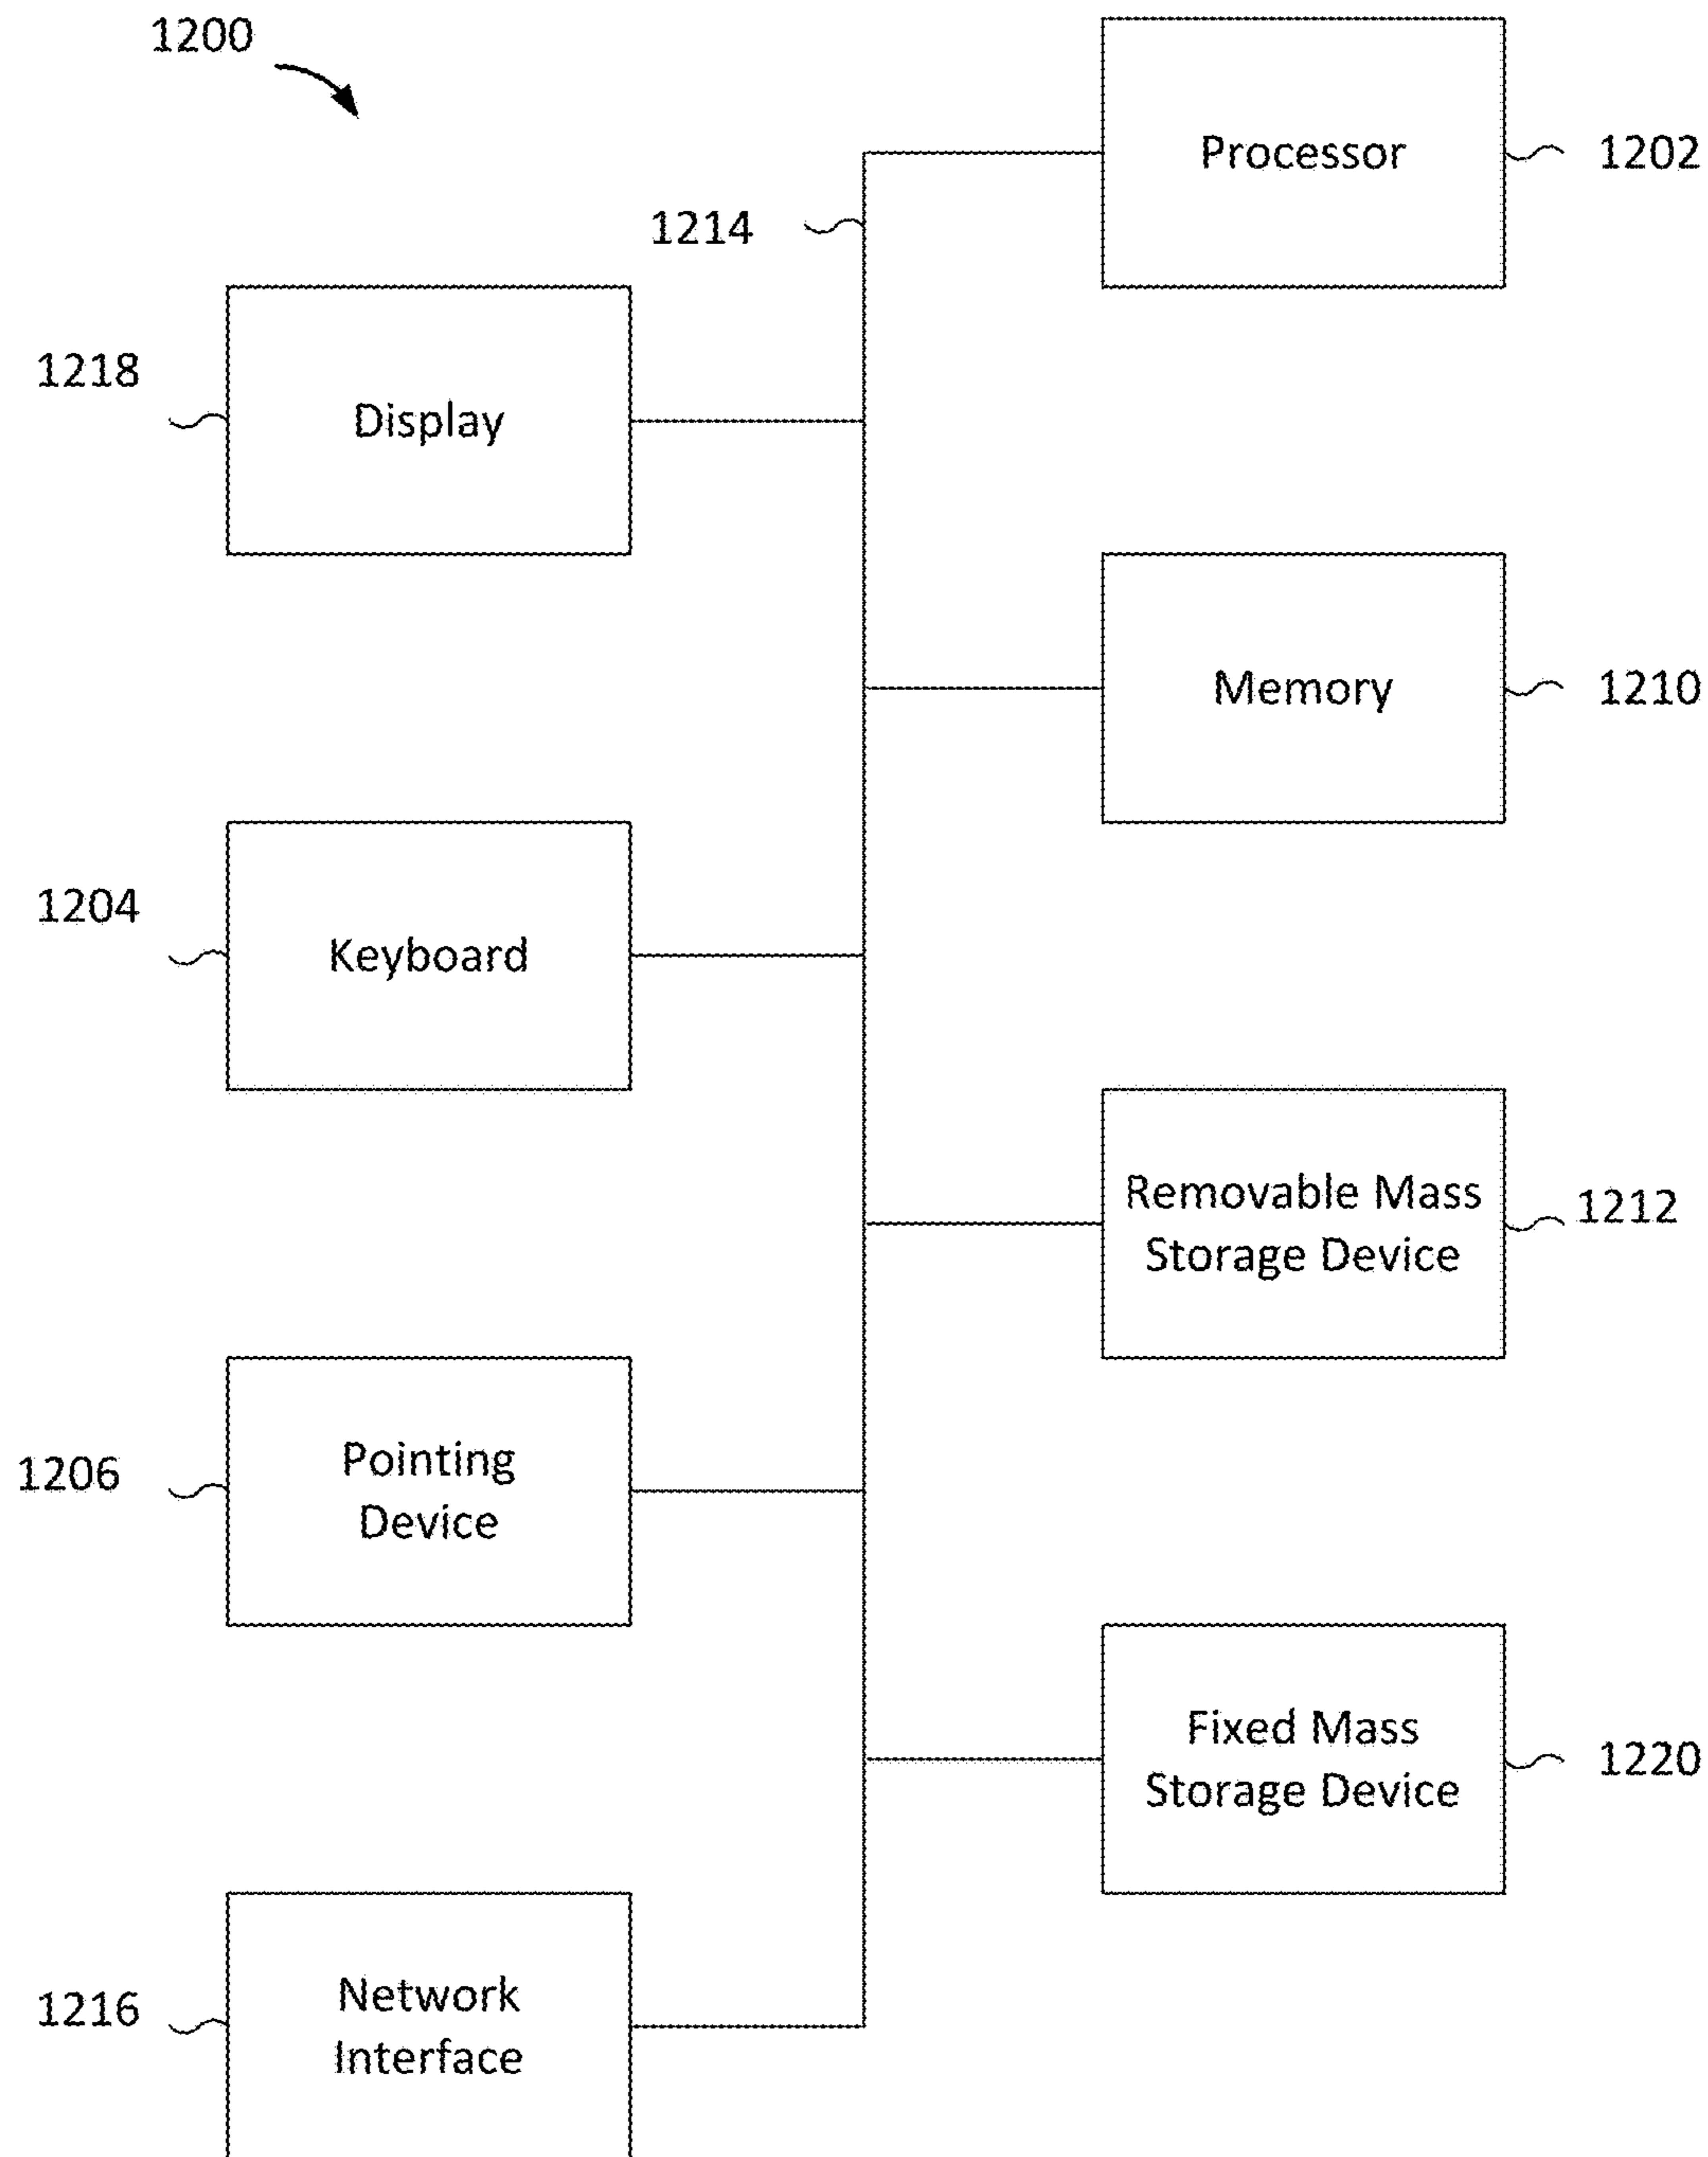 1200
Processor
1202
1214
1218
Display
Memory
1210
1204
Keyboard
Removable Mass
Storage Device
1212
1206
Pointing
Device
Fixed Mass
Storage Device
1220
1216
Network
Interface